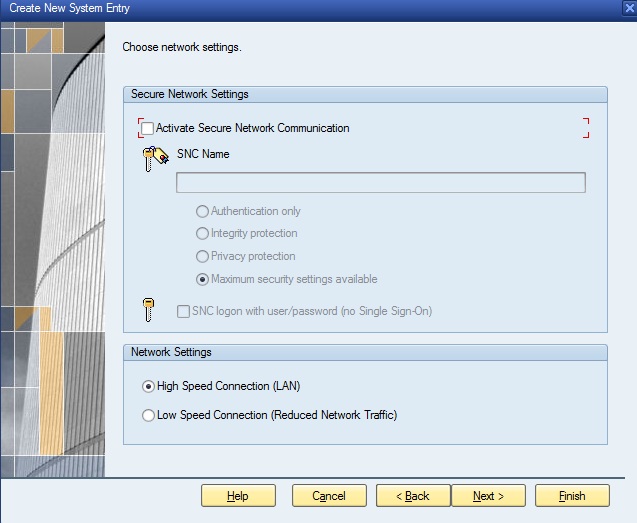 Create New System Entry
Choose network settings.
Secure Network Settings
Activate Secure Network Communication
SNC Name
Authentication only
Integrity protection
Privacy protection
Maximum security settings available
SNC logon with user/password (no Single Sign-On)
Network Settings
High Speed Connection (LAN)
Low Speed Connection (Reduced Network Traffic)
Help Cancel < Back Next > Finish